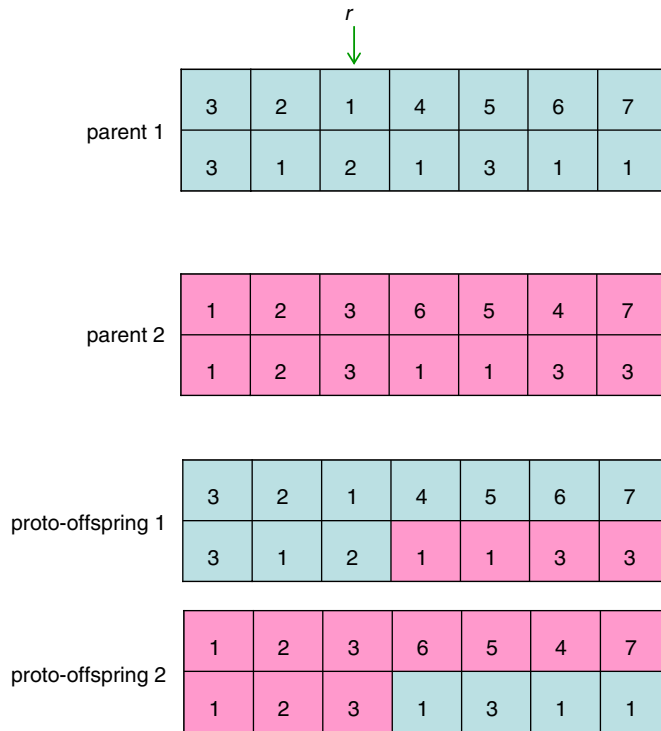 r
parent 1
3 2 1 4 5 6 7
3 1 2 1 3 1 1
parent 2
1 2 3 6 5 4 7
1 2 3 1 1 3 3
proto-offspring 1
3 2 1 4 5 6 7
3 1 2 1 1 3 3
proto-offspring 2
1 2 3 6 5 4 7
1 2 3 1 3 1 1